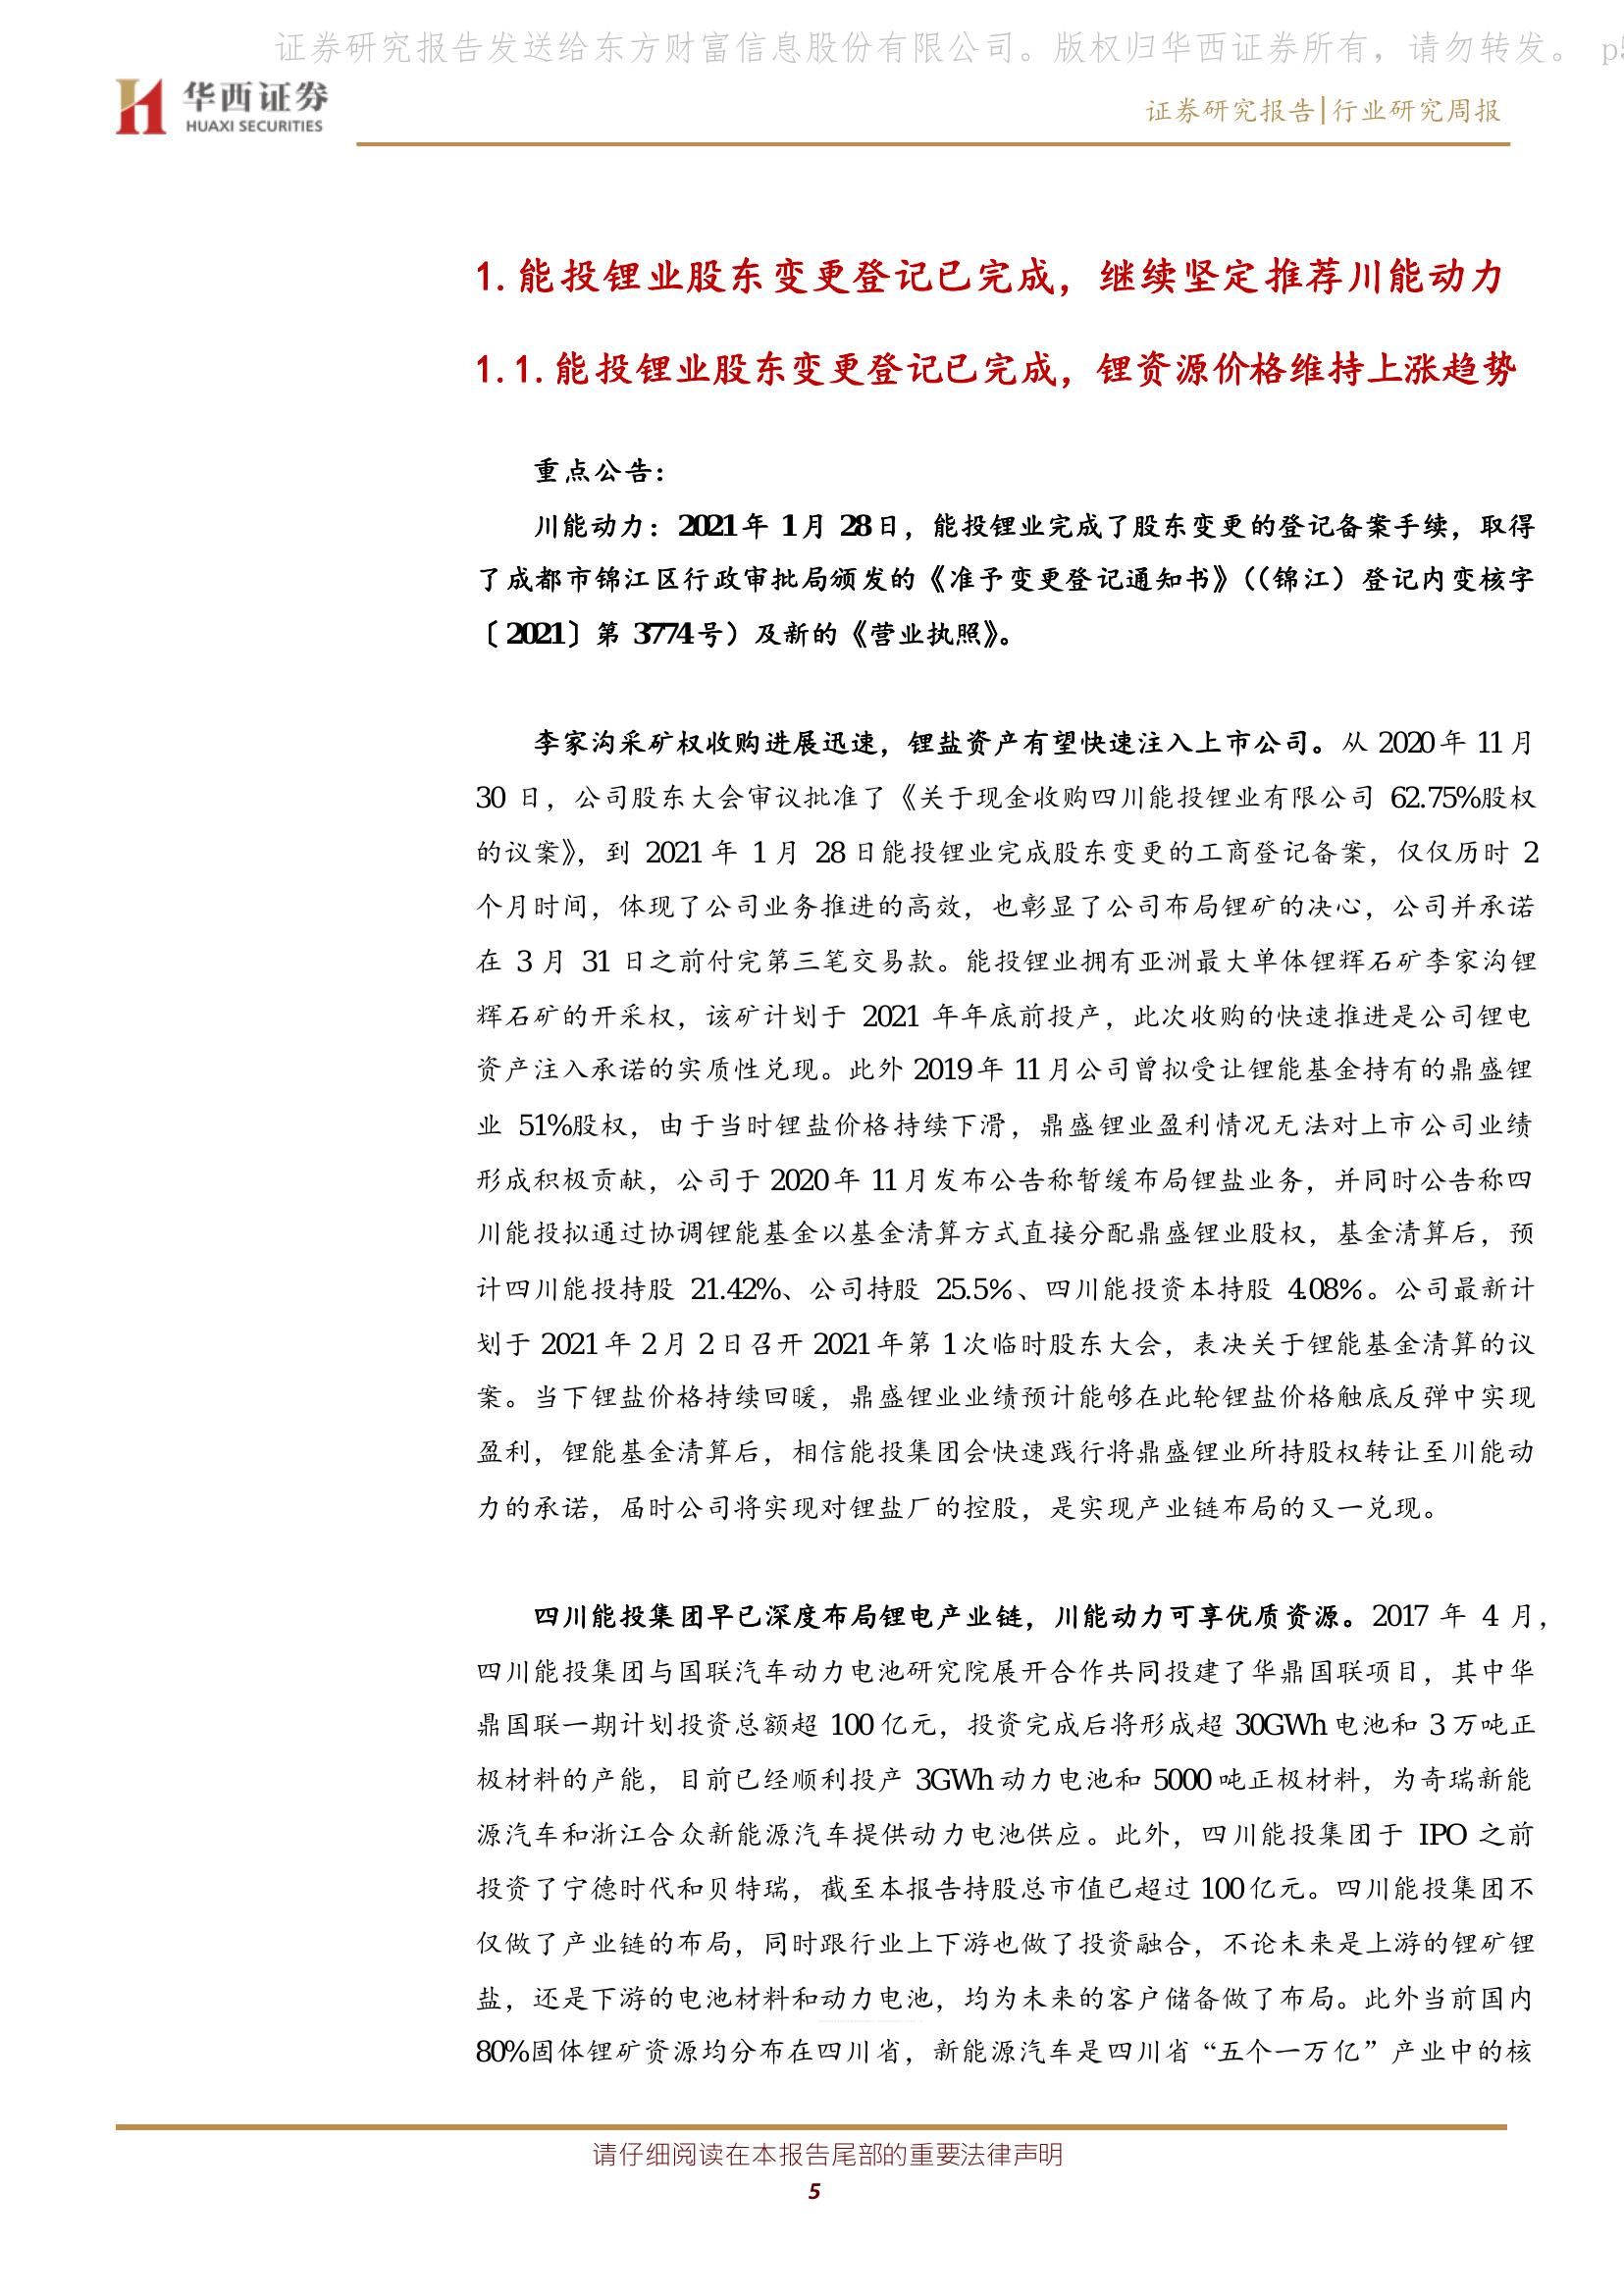 证券研究报告发送给东方财富信息股份有限公司。版权归华西证券所有，请勿转发。 p5
华西证券
HUAXI SECURITIES
证券研究报告|行业研究周报
1.能投锂业股东变更登记已完成，继续坚定推荐川能动力
1.1.能投锂业股东变更登记已完成，锂资源价格维持上涨趋势
重点公告：
川能动力：2021 年 1 月 28 日，能投锂业完成了股东变更的登记备案手续，取得
了成都市锦江区行政审批局颁发的《准予变更登记通知书》（（锦江）登记内变核字
〔2021〕第 3774 号）及新的《营业执照》。
李家沟采矿权收购进展迅速，锂盐资产有望快速注入上市公司。从 2020 年 11 月
30 日，公司股东大会审议批准了《关于现金收购四川能投锂业有限公司 62.75%股权
的议案》，到 2021 年 1 月 28 日能投锂业完成股东变更的工商登记备案，仅仅历时 2
个月时间，体现了公司业务推进的高效，也彰显了公司布局锂矿的决心，公司并承诺
在 3 月 31 日之前付完第三笔交易款。能投锂业拥有亚洲最大单体锂辉石矿李家沟锂
辉石矿的开采权，该矿计划于 2021 年年底前投产，此次收购的快速推进是公司锂电
资产注入承诺的实质性兑现。此外 2019 年 11 月公司曾拟受让锂能基金持有的鼎盛锂
业 51%股权，由于当时锂盐价格持续下滑，鼎盛锂业盈利情况无法对上市公司业绩
形成积极贡献，公司于 2020 年 11 月发布公告称暂缓布局锂盐业务，并同时公告称四
川能投拟通过协调锂能基金以基金清算方式直接分配鼎盛锂业股权，基金清算后，预
计四川能投持股 21.42%、公司持股 25.5%、四川能投资本持股 4.08%。公司最新计
划于 2021 年 2 月 2 日召开 2021 年第 1 次临时股东大会，表决关于锂能基金清算的议
案。当下锂盐价格持续回暖，鼎盛锂业业绩预计能够在此轮锂盐价格触底反弹中实现
盈利，锂能基金清算后，相信能投集团会快速践行将鼎盛锂业所持股权转让至川能动
力的承诺，届时公司将实现对锂盐厂的控股，是实现产业链布局的又一兑现。
四川能投集团早已深度布局锂电产业链，川能动力可享优质资源。2017 年 4 月，
四川能投集团与国联汽车动力电池研究院展开合作共同投建了华鼎国联项目，其中华
鼎国联一期计划投资总额超 100 亿元，投资完成后将形成超 30GWh 电池和 3 万吨正
极材料的产能，目前已经顺利投产 3GWh 动力电池和 5000 吨正极材料，为奇瑞新能
源汽车和浙江合众新能源汽车提供动力电池供应。此外，四川能投集团于 IPO 之前
投资了宁德时代和贝特瑞，截至本报告持股总市值已超过 100 亿元。四川能投集团不
仅做了产业链的布局，同时跟行业上下游也做了投资融合，不论未来是上游的锂矿锂
盐，还是下游的电池材料和动力电池，均为未来的客户储备做了布局。此外当前国内
80%固体锂矿资源均分布在四川省，新能源汽车是四川省“五个一万亿”产业中的核
请仔细阅读在本报告尾部的重要法律声明
5